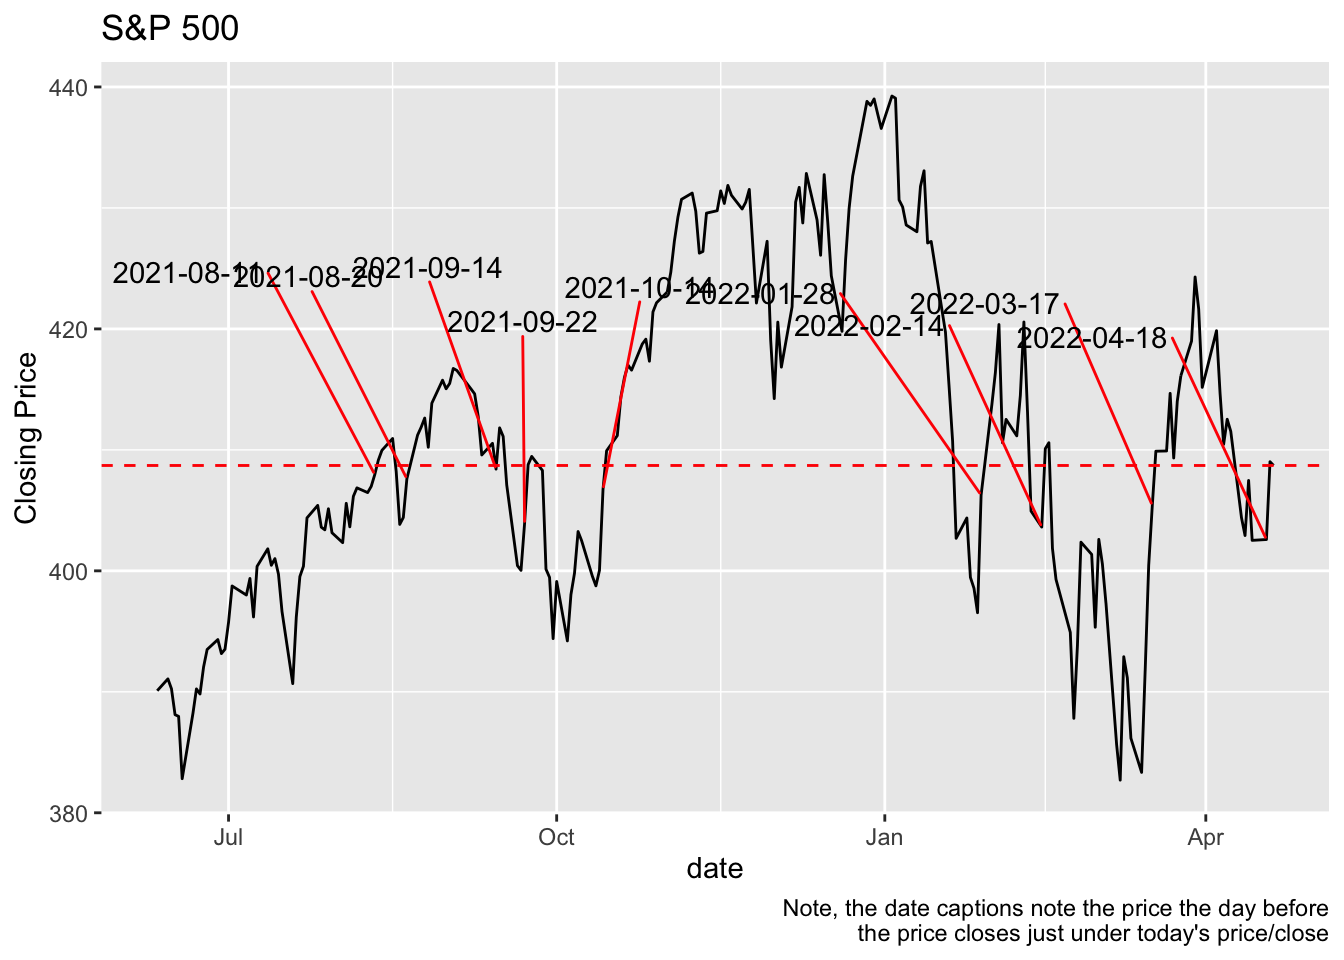 S&P 500
440
420
400
380
Closing Price
2021-08-11
2021-08-20
2021-09-14
2021-09-22
2021-10-14
2022-01-28
2022-02-14
2022-03-17
2022-04-18
Jul
Oct
Jan
Apr
date
Note, the date captions note the price the day before
the price closes just under today's price/close